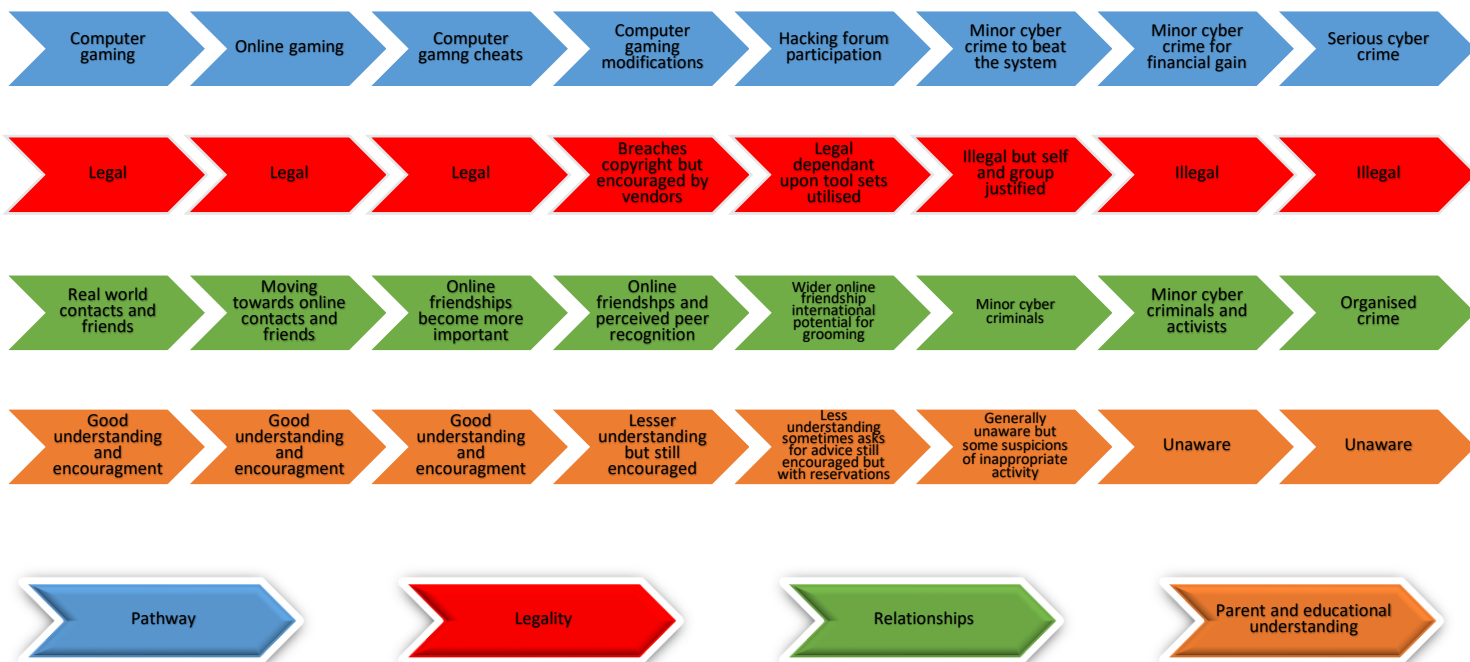 Computer
gaming
Online gaming
Computer
gamng cheats
Computer
gaming
modifications
Hacking forum
participation
Minor cyber
crime to beat
the system
Minor cyber
crime for
financial gain
Serious cyber
crime
Legal
Legal
Legal
Breaches
copyright but
encouraged by
vendors
Legal
dependant
upon tool sets
utilised
Illegal but self
and group
justified
Illegal
Illegal
Real world
contacts and
friends
Moving
towards online
contacts and
friends
Online
friendships
become more
important
Online
friendshps and
perceived peer
recognition
Wider online
friendship
international
potential for
grooming
Minor cyber
criminals
Minor cyber
criminals and
activists
Organised
crime
Good
understanding
and
encouragment
Good
understanding
and
encouragment
Good
understanding
and
encouragment
Lesser
understanding
but still
encouraged
Less
understanding
sometimes asks
for advice still
encouraged but
with reservations
Generally
unaware but
some suspicions
of inappropriate
activity
Unaware
Unaware
Pathway
Legality
Relationships
Parent and educational
understanding